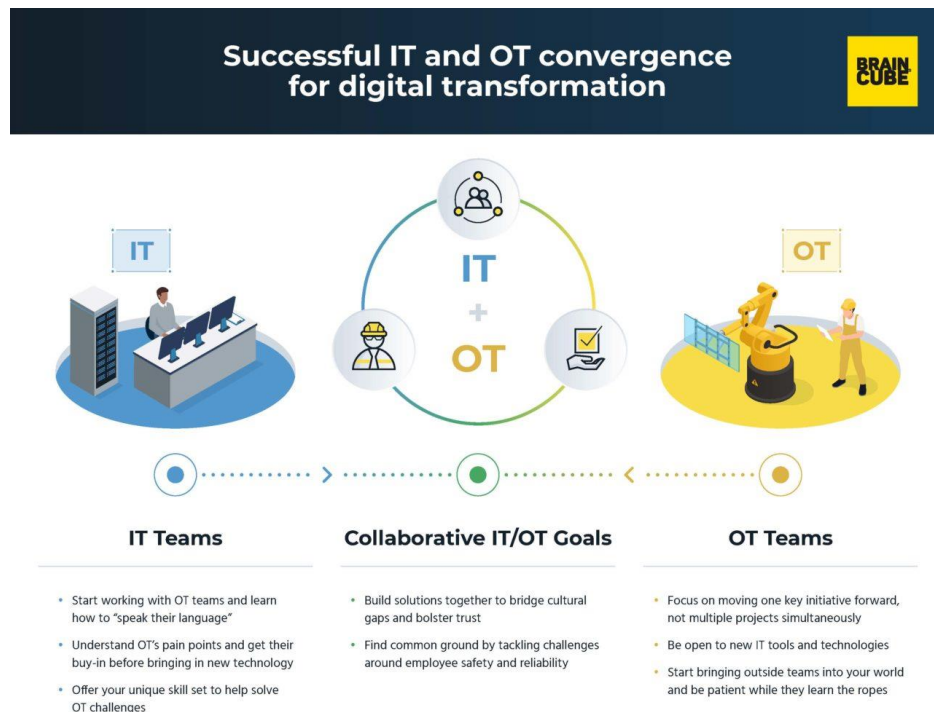 Successful IT and OT convergence
for digital transformation
BRAIN
CUBE
IT
IT
+
OT
OT
IT Teams
• Start working with OT teams and learn
how to “speak their language”
• Understand OT’s pain points and get their
buy-in before bringing in new technology
• Offer your unique skill set to help solve
OT challenges
Collaborative IT/OT Goals
• Build solutions together to bridge cultural
gaps and bolster trust
• Find common ground by tackling challenges
around employee safety and reliability
OT Teams
• Focus on moving one key initiative forward,
not multiple projects simultaneously
• Be open to new IT tools and technologies
• Start bringing outside teams into your world
and be patient while they learn the ropes